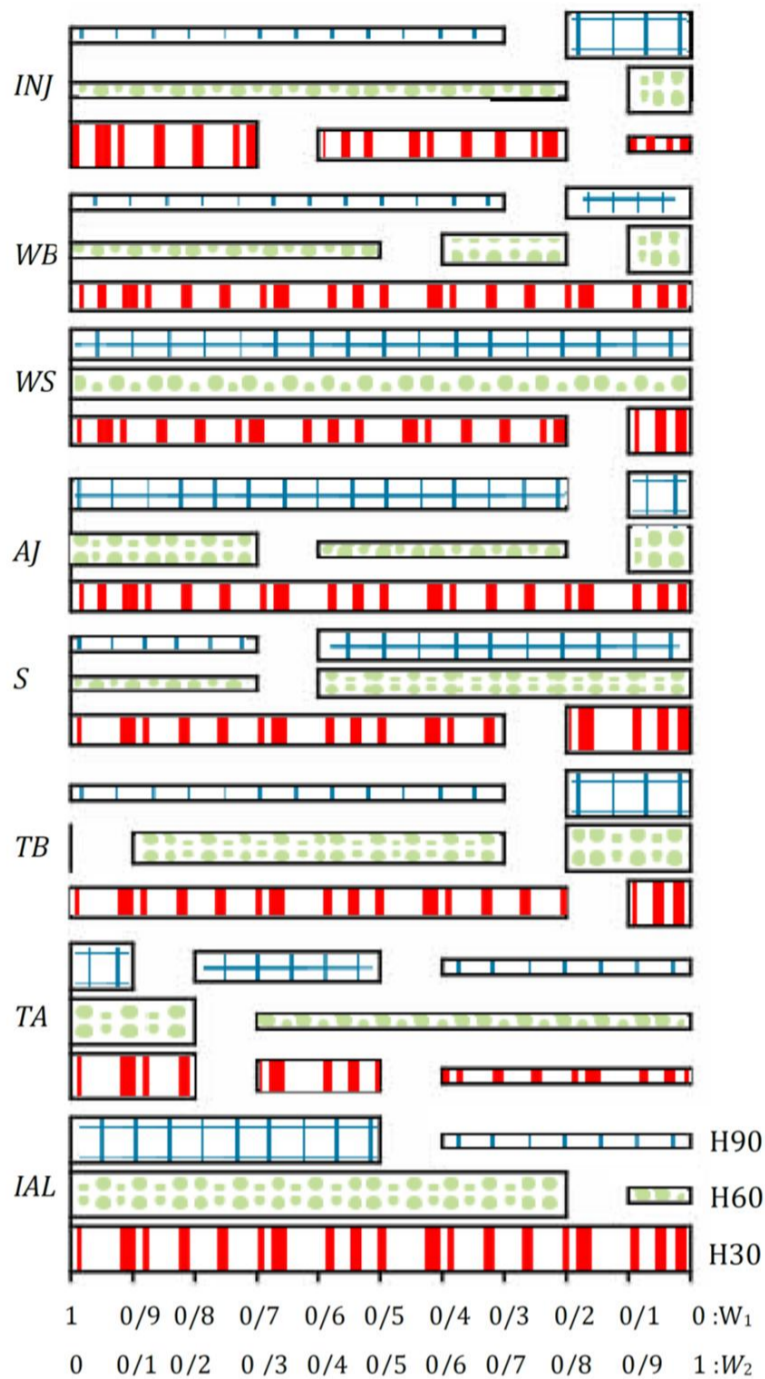 INJ
WB
WS
AJ
S
TB
TA
H90
IAL
H60
H30
1 0/9 0/8 0/7 0/6 0/5 0/4 0/3 0/2 0/1 0 :W₁
0 0/1 0/2 0 /3 0/4 0/5 0/6 0/7 0/8 0/9 1 :W₂